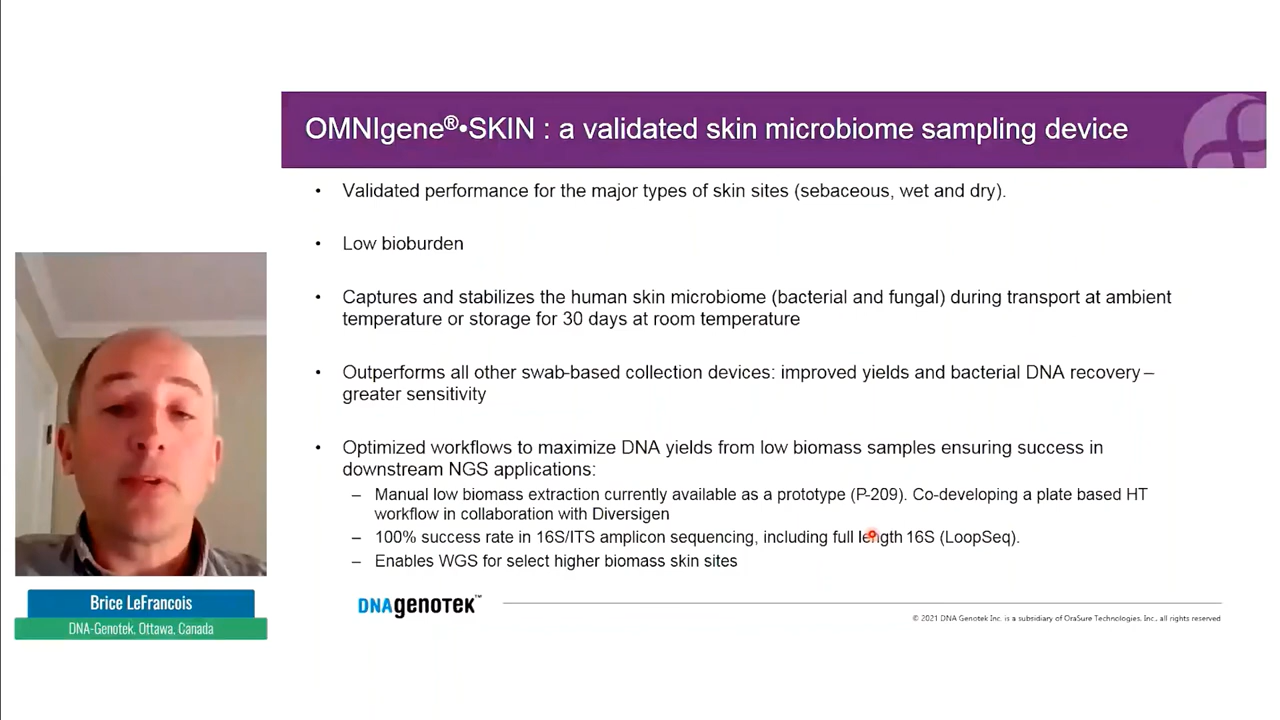 OMNIgene®•SKIN : a validated skin microbiome sampling device
• Validated performance for the major types of skin sites (sebaceous, wet and dry).
• Low bioburden
• Captures and stabilizes the human skin microbiome (bacterial and fungal) during transport at ambient
temperature or storage for 30 days at room temperature
• Outperforms all other swab-based collection devices: improved yields and bacterial DNA recovery –
greater sensitivity
• Optimized workflows to maximize DNA yields from low biomass samples ensuring success in
downstream NGS applications:
– Manual low biomass extraction currently available as a prototype (P-209). Co-developing a plate based HT
workflow in collaboration with Diversigen
– 100% success rate in 16S/ITS amplicon sequencing, including full length 16S (LoopSeq).
– Enables WGS for select higher biomass skin sites
Brice LeFrancois
DNA-Genotek. Ottawa. Canada
DNAgenotek™
© 2021 DNA Genotek Inc. is a subsidiary of OraSure Technologies. Inc., all rights reserved